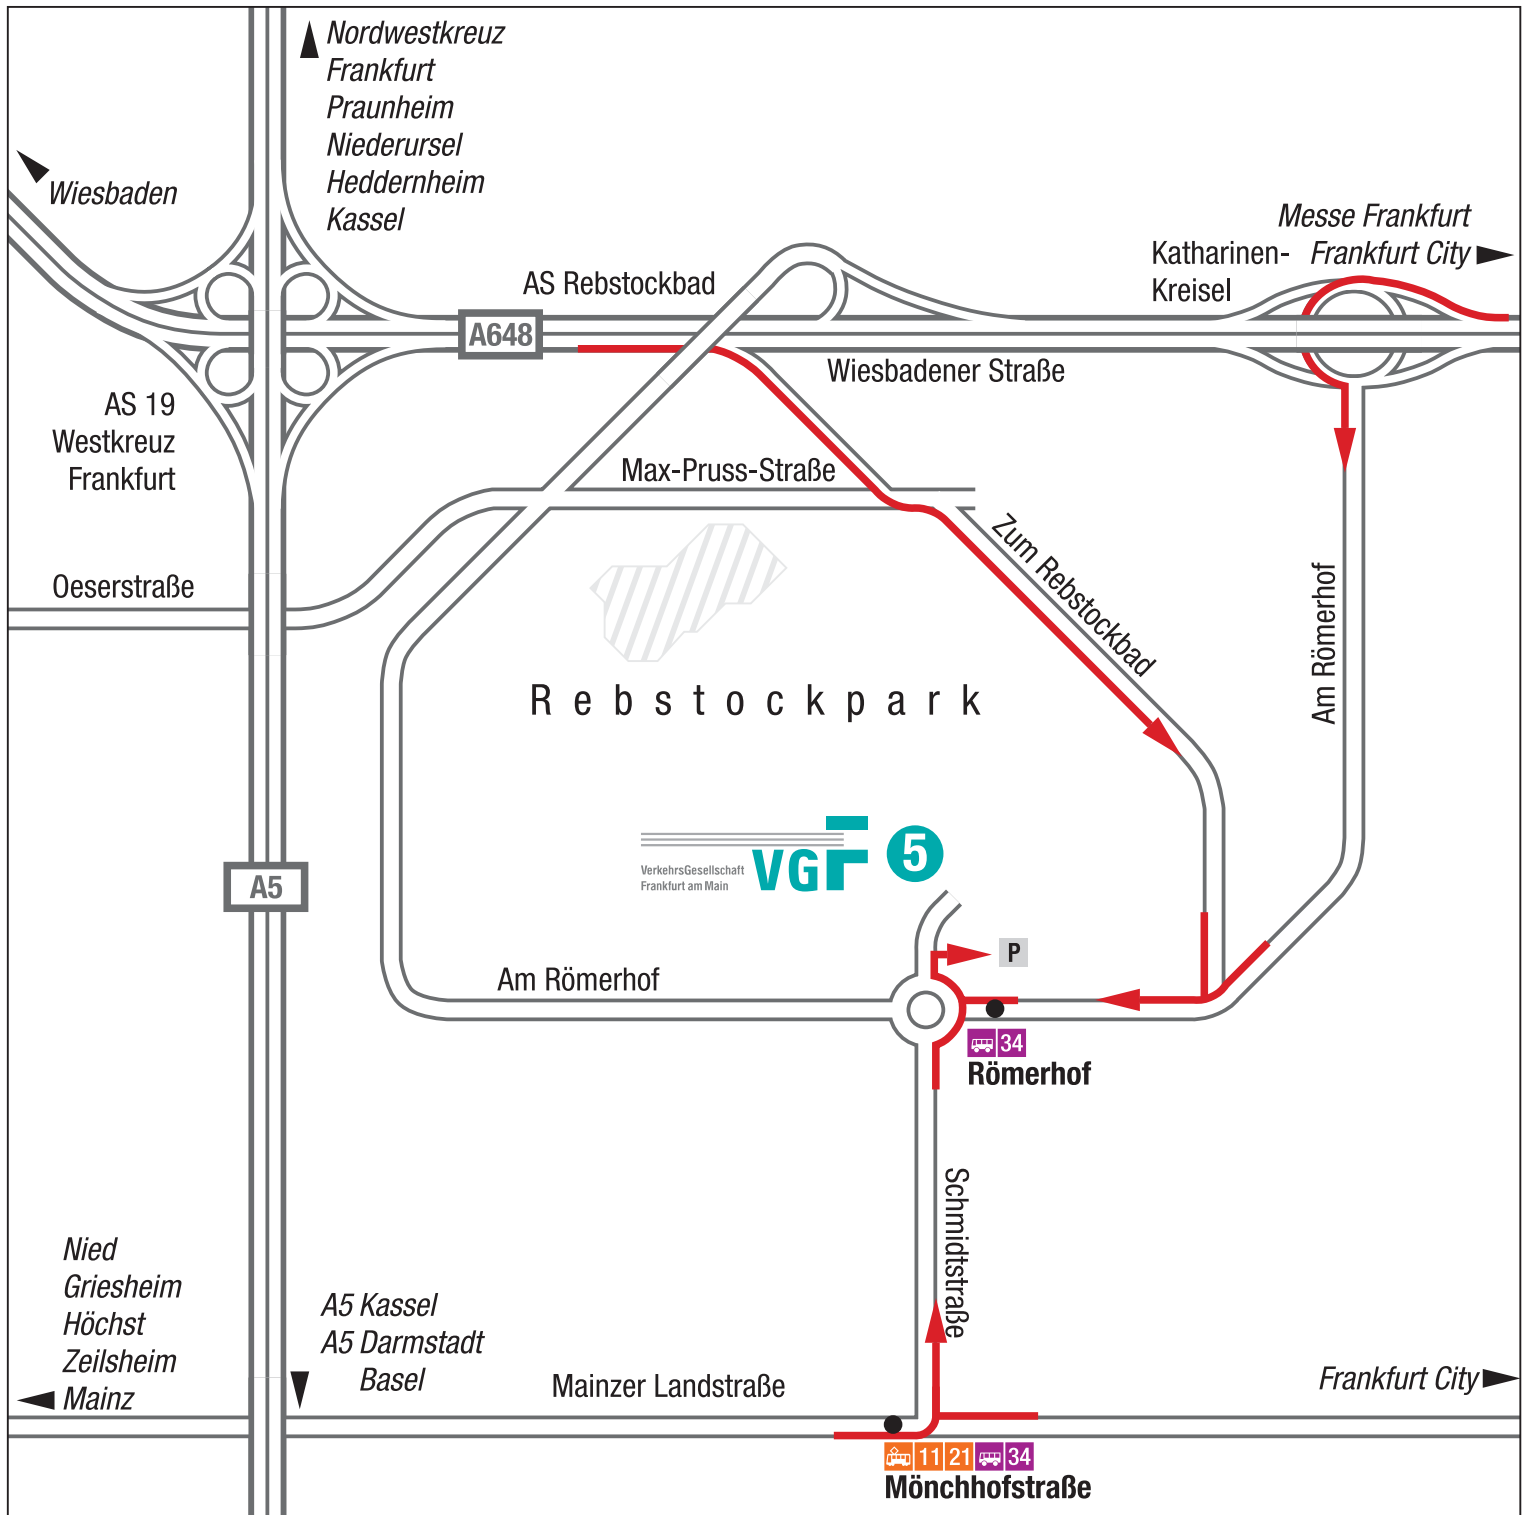 Nordwestkreuz
Frankfurt
Praunheim
Niederursel
Heddernheim
Kassel
Wiesbaden
Messe Frankfurt
Frankfurt City
Katharinen-
Kreisel
AS Rebstockbad
A648
Wiesbadener Straße
AS 19
Westkreuz
Frankfurt
Max-Pruss-Straße
Zum Rebstockbad
Oeserstraße
Am Römerhof
Rebstockpark
VerkehrsGesellschaft
Frankfurt am Main
VGF
5
A5
P
Am Römerhof
34
Römerhof
Schmidtstraße
Nied
Griesheim
Höchst
Zeilsheim
Mainz
A5 Kassel
A5 Darmstadt
Basel
Mainzer Landstraße
Frankfurt City
11 21 34
Mönchhofstraße